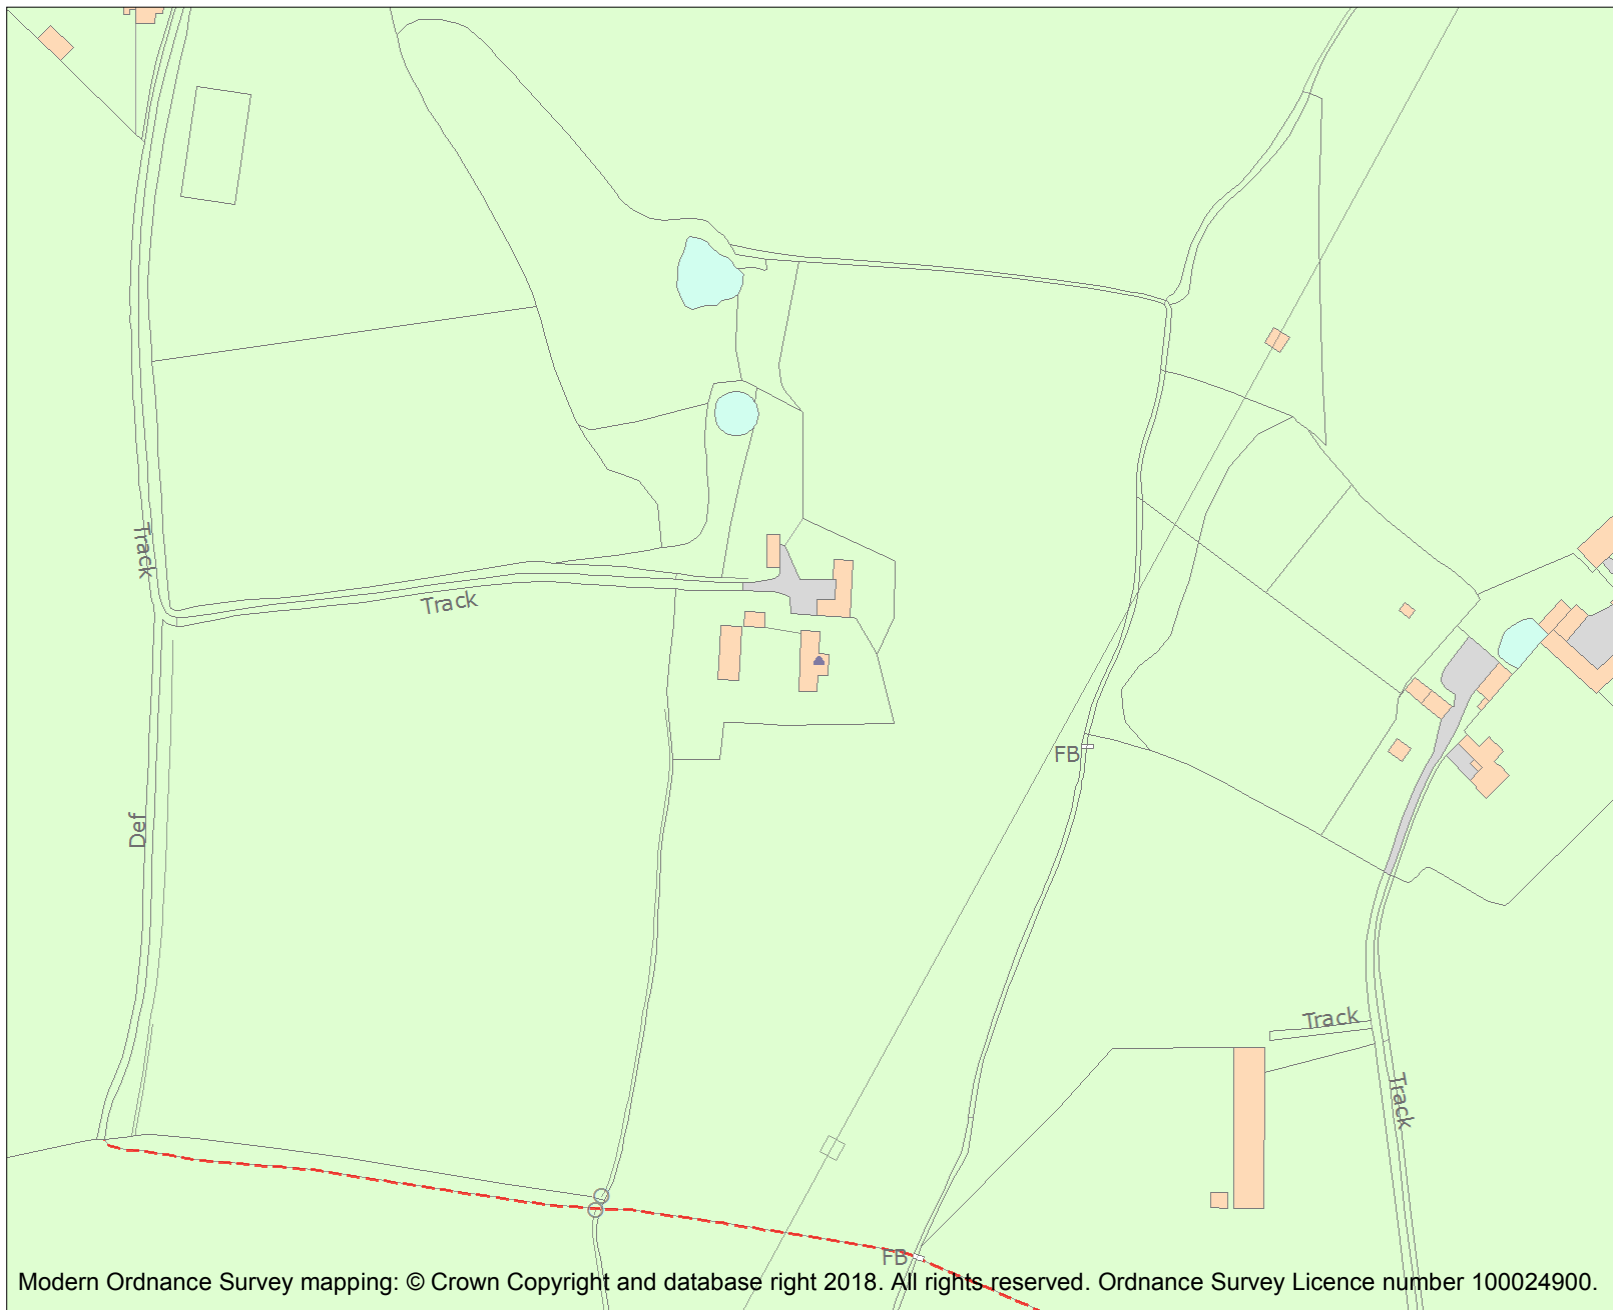 Track
Track
FB
Def
Track
Track
FB
Modern Ordnance Survey mapping: © Crown Copyright and database right 2018. All rights reserved. Ordnance Survey Licence number 100024900.